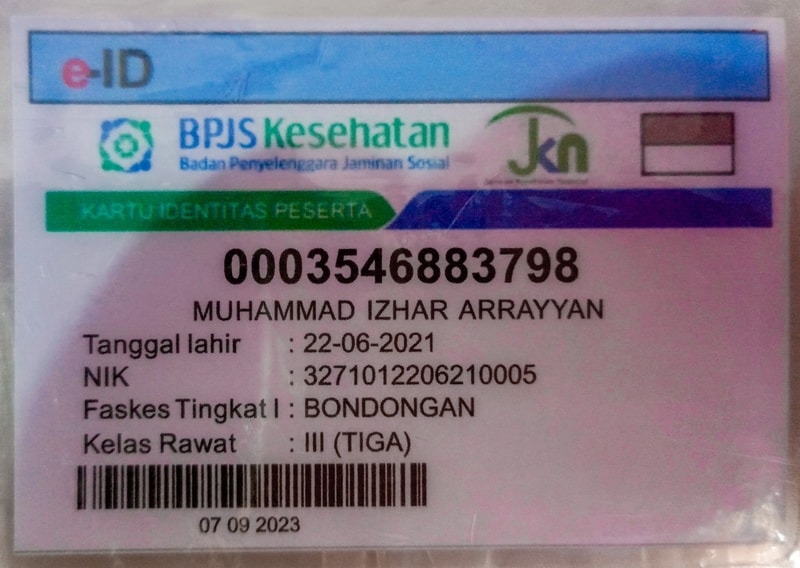 e-ID
BPJS Kesehatan
Badan Penyelenggara Jaminan Sosial
JKN
KARTU IDENTITAS PESERTA
0003546883798
MUHAMMAD IZHAR ARRAYYAN
Tanggal lahir : 22-06-2021
NIK : 3271012206210005
Faskes Tingkat I : BONDONGAN
Kelas Rawat : III (TIGA)
07 09 2023